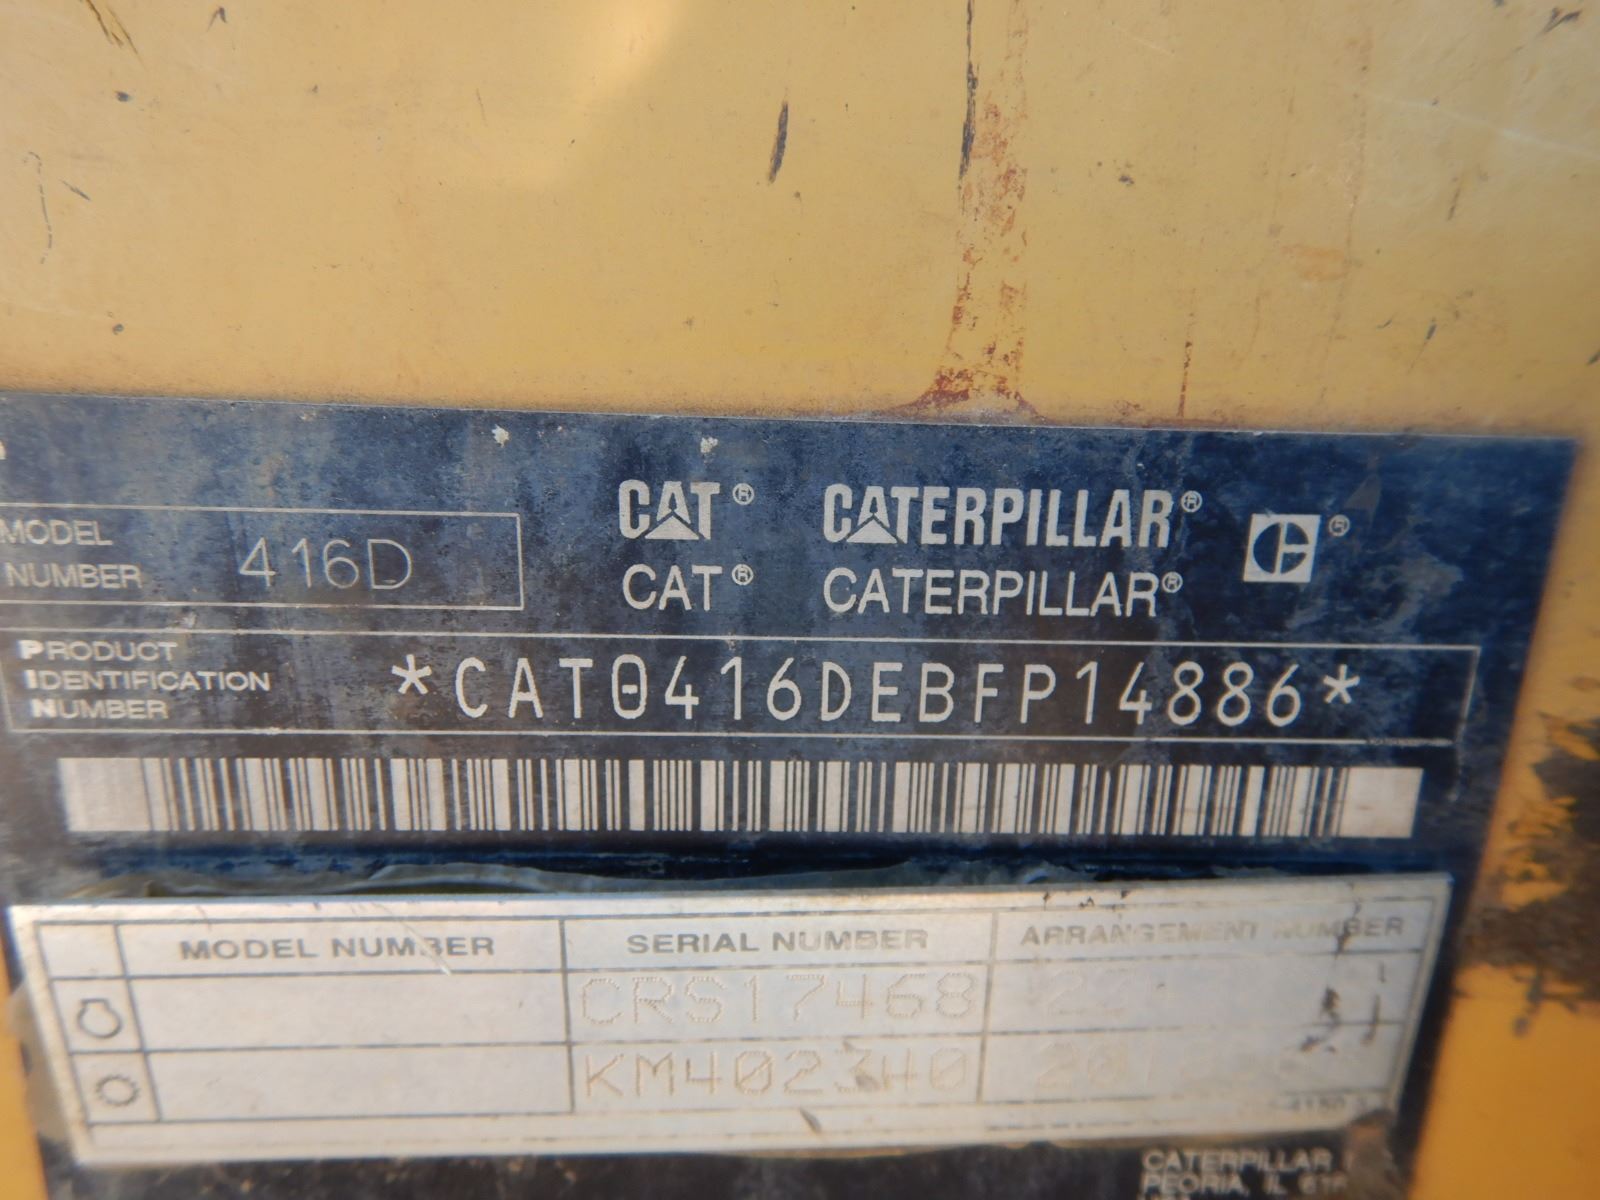 CAT® CATERPILLAR® ®
MODEL NUMBER 416D
CAT® CATERPILLAR®
PRODUCT IDENTIFICATION NUMBER *CAT0416DEBFP14886*
MODEL NUMBER SERIAL NUMBER ARRANGEMENT NUMBER
CRS17468
KM4023H0
CATERPILLAR
PEORIA, IL